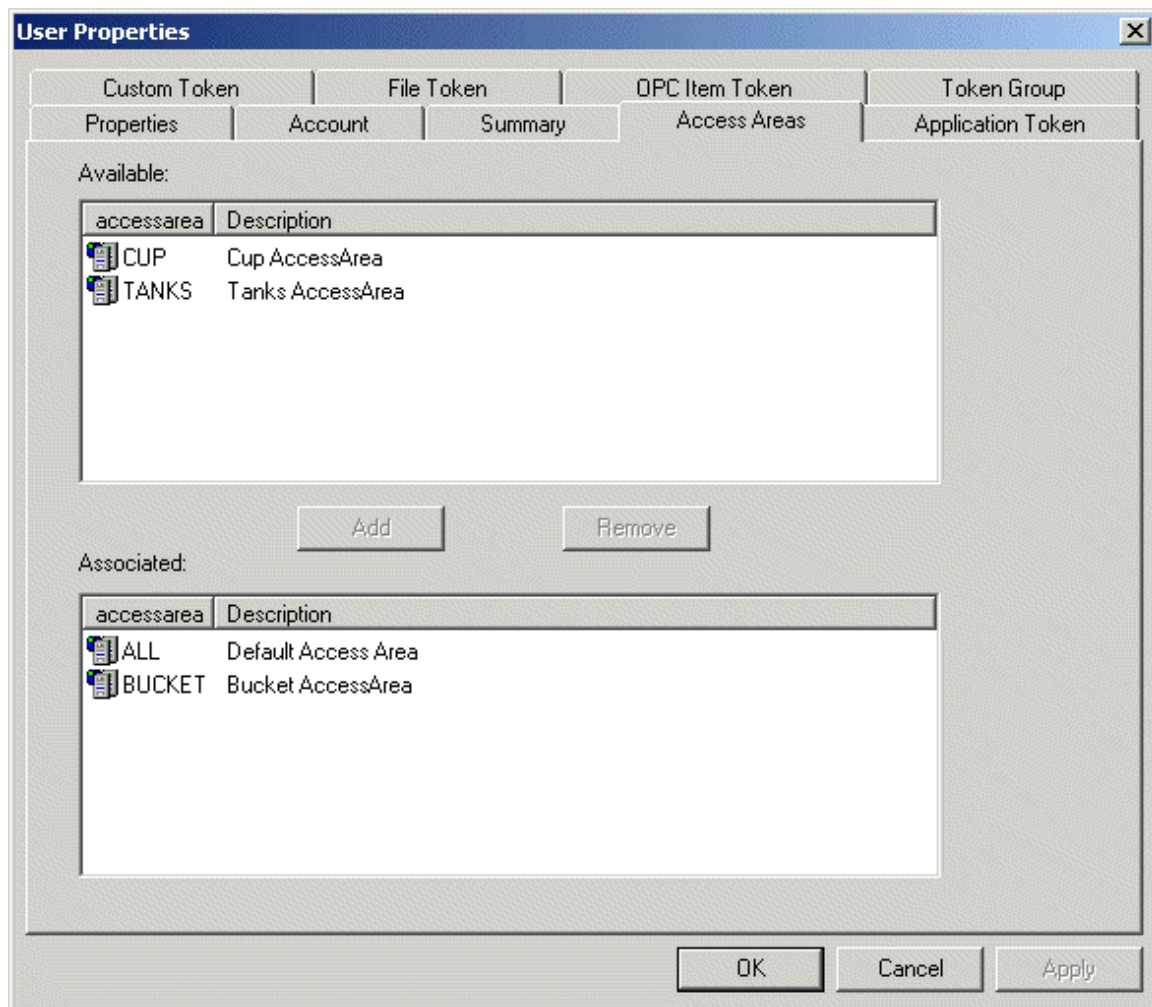 User Properties
Custom Token File Token OPC Item Token Token Group
Properties Account Summary Access Areas Application Token
Available:
accessarea Description
CUP Cup AccessArea
TANKS Tanks AccessArea
Add Remove
Associated:
accessarea Description
ALL Default Access Area
BUCKET Bucket AccessArea
OK Cancel Apply